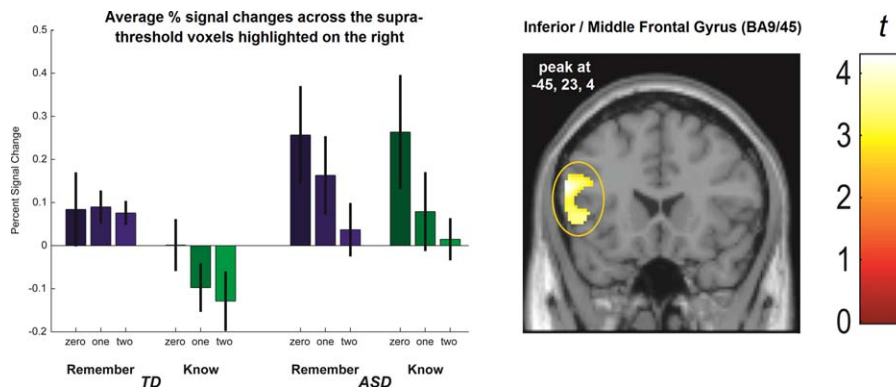 Average % signal changes across the supra-
threshold voxels highlighted on the right
Percent Signal Change
0.5
0.4
0.3
0.2
0.1
0
-0.1
-0.2
zero one two zero one two zero one two zero one two
Remember Know Remember Know
TD ASD
Inferior / Middle Frontal Gyrus (BA9/45)
peak at
-45, 23, 4
t
4
3
2
1
0